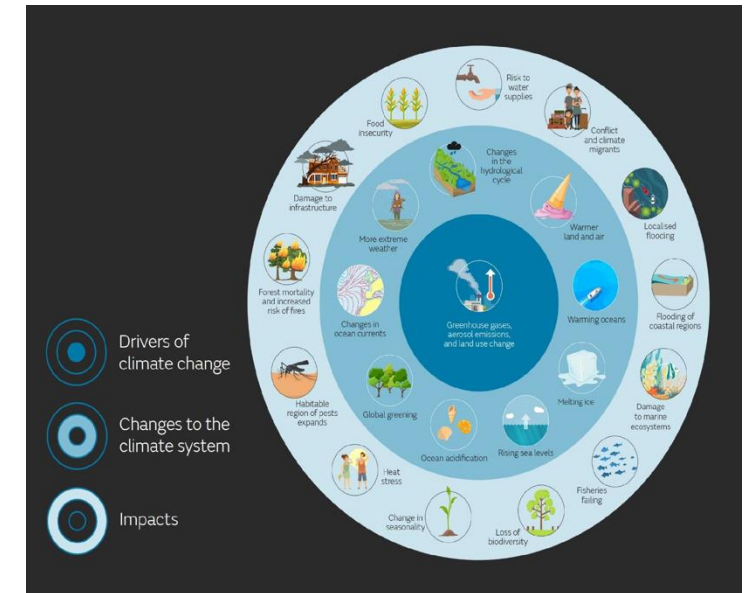 Risk to
water
supplies
Food
insecurity
Conflict
and climate
migrants
Changes
in the
hydrological
cycle
Damage to
infrastructure
More extreme
weather
Warmer
land and air
Localised
flooding
Forest mortality
and increased
risk of fires
Changes in
ocean currents
Greenhouse gases,
aerosol emissions,
and land use change
Warming oceans
Flooding of
coastal regions
Drivers of
climate change
Habitable
region of pests
expands
Global greening
Ocean acidification
Rising sea levels
Melting ice
Damage
to marine
ecosystems
Changes to the
climate system
Heat
stress
Change in
seasonality
Loss of
biodiversity
Fisheries
failing
Impacts